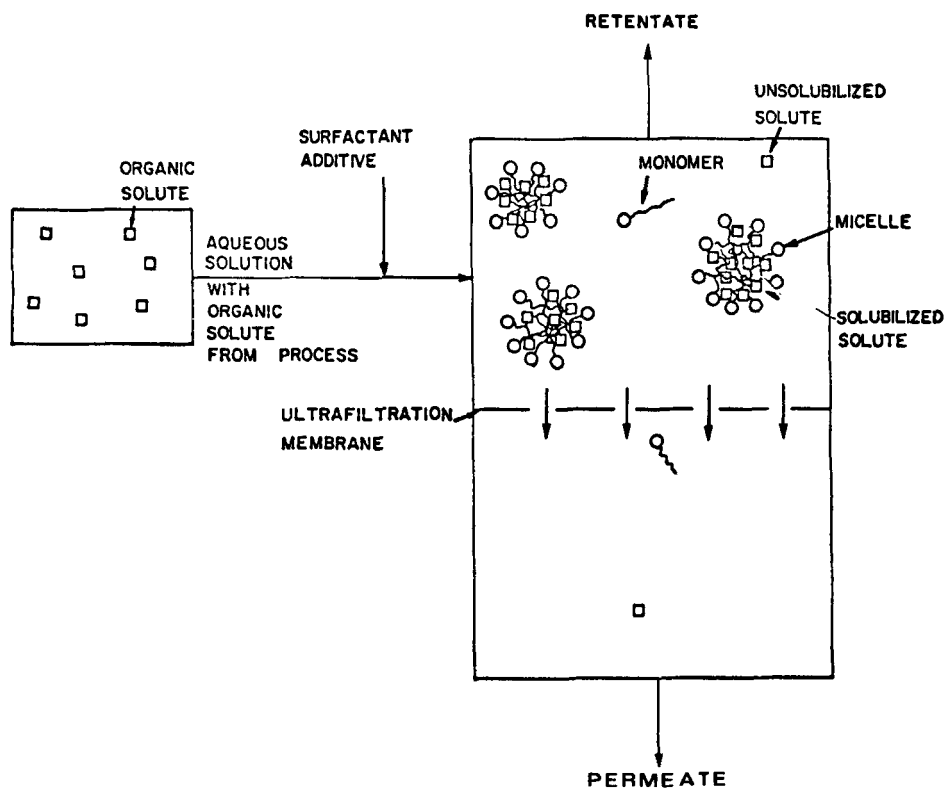 RETENTATE
UNSOLUBILIZED
SOLUTE
SURFACTANT
ADDITIVE
MONOMER
ORGANIC
SOLUTE
MICELLE
AQUEOUS
SOLUTION
WITH
ORGANIC
SOLUTE
FROM PROCESS
SOLUBILIZED
SOLUTE
ULTRAFILTRATION
MEMBRANE
PERMEATE